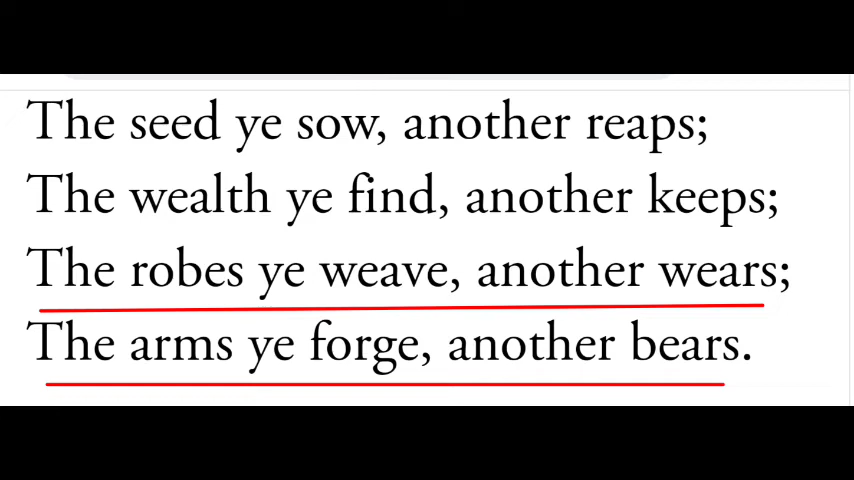 The seed ye sow, another reaps;
The wealth ye find, another keeps;
The robes ye weave, another wears;
The arms ye forge, another bears.